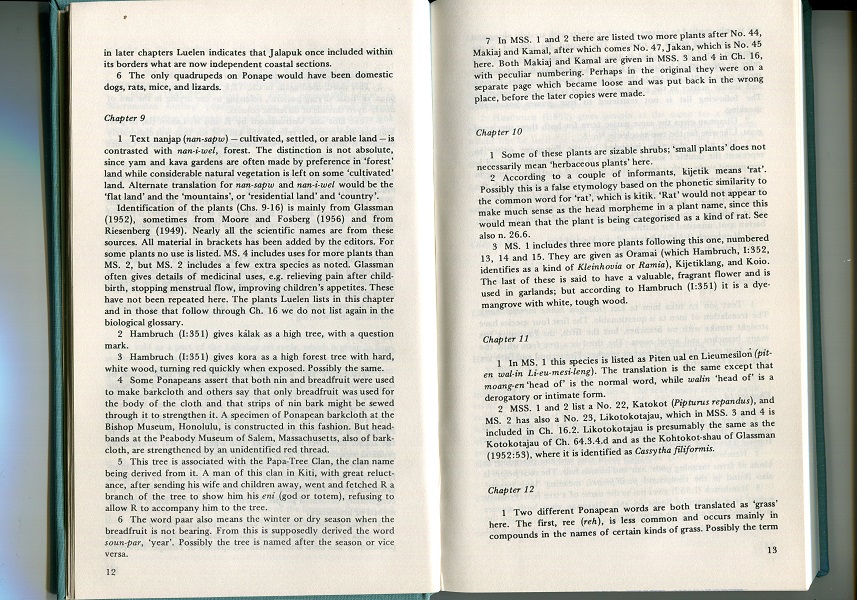 in later chapters Luelen indicates that Jalapuk once included within
its borders what are now independent coastal sections.
6 The only quadrupeds on Ponape would have been domestic
dogs, rats, mice, and lizards.
Chapter 9
1 Text nanjap (nan-sapw) — cultivated, settled, or arable land — is
contrasted with nan-i-wel, forest. The distinction is not absolute,
since yam and kava gardens are often made by preference in 'forest'
land while considerable natural vegetation is left on some 'cultivated'
land. Alternate translation for nan-sapw and nan-i-wel would be the
'flat land' and the 'mountains', or 'residential land' and 'country'.
Identification of the plants (Chs. 9-16) is mainly from Glassman
(1952), sometimes from Moore and Fosberg (1956) and from
Riesenberg (1949). Nearly all the scientific names are from these
sources. All material in brackets has been added by the editors. For
some plants no use is listed. MS. 4 includes uses for more plants than
MS. 2, but MS. 2 includes a few extra species as noted. Glassman
often gives details of medicinal uses, e.g. relieving pain after child-
birth, stopping menstrual flow, improving children's appetites. These
have not been repeated here. The plants Luelen lists in this chapter
and in those that follow through Ch. 16 we do not list again in the
biological glossary.
2 Hambruch (I:351) gives kálak as a high tree, with a question
mark.
3 Hambruch (I:351) gives kora as a high forest tree with hard,
white wood, turning red quickly when exposed. Possibly the same.
4 Some Ponapeans assert that both nin and breadfruit were used
to make barkcloth and others say that only breadfruit was used for
the body of the cloth and that strips of nin bark might be sewed
through it to strengthen it. A specimen of Ponapean barkcloth at the
Bishop Museum, Honolulu, is constructed in this fashion. But head-
bands at the Peabody Museum of Salem, Massachusetts, also of bark-
cloth, are strengthened by an unidentified red thread.
5 This tree is associated with the Papa-Tree Clan, the clan name
being derived from it. A man of this clan in Kiti, with great reluct-
ance, after sending his wife and children away, went and fetched R a
branch of the tree to show him his eni (god or totem), refusing to
allow R to accompany him to the tree.
6 The word paar also means the winter or dry season when the
breadfruit is not bearing. From this is supposedly derived the word
soun-par, 'year'. Possibly the tree is named after the season or vice
versa.
12
7 In MSS. 1 and 2 there are listed two more plants after No. 44,
Makiaj and Kamal, after which comes No. 47, Jakan, which is No. 45
here. Both Makiaj and Kamal are given in MSS. 3 and 4 in Ch. 16,
with peculiar numbering. Perhaps in the original they were on a
separate page which became loose and was put back in the wrong
place, before the later copies were made.
Chapter 10
1 Some of these plants are sizable shrubs; 'small plants' does not
necessarily mean 'herbaceous plants' here.
2 According to a couple of informants, kijetik means 'rat'.
Possibly this is a false etymology based on the phonetic similarity to
the common word for 'rat', which is kitik. 'Rat' would not appear to
make much sense as the head morpheme in a plant name, since this
would mean that the plant is being categorised as a kind of rat. See
also n. 26.6.
3 MS. 1 includes three more plants following this one, numbered
13, 14 and 15. They are given as Oramai (which Hambruch, I:352,
identifies as a kind of Kleinhovia or Ramia), Kijetiklang, and Koio.
The last of these is said to have a valuable, fragrant flower and is
used in garlands; but according to Hambruch (I:351) it is a dye-
mangrove with white, tough wood.
Chapter 11
1 In MS. 1 this species is listed as Piten ual en Lieumesilon (pit-
en wal-in Li-eu-mesi-leng). The translation is the same except that
moang-en 'head of' is the normal word, while walin 'head of' is a
derogatory or intimate form.
2 MSS. 1 and 2 list a No. 22, Katokot (Pipturus repandus), and
MS. 2 has also a No. 23, Likotokotajau, which in MSS. 3 and 4 is
included in Ch. 16.2. Likotokotajau is presumably the same as the
Kotokotajau of Ch. 64.3.4.d and as the Kohtokot-shau of Glassman
(1952:53), where it is identified as Cassytha filiformis.
Chapter 12
1 Two different Ponapean words are both translated as 'grass'
here. The first, ree (reh), is less common and occurs mainly in
compounds in the names of certain kinds of grass. Possibly the term
13